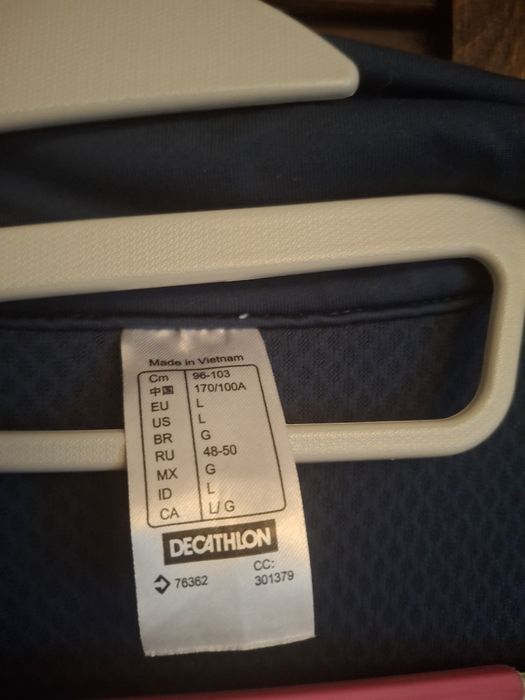 Made in Vietnam
Cm 96-103
中国 170/100A
EU L
US L
BR G
RU 48-50
MX G
ID L
CA L/ G
DECATHLON
76362 CC: 301379